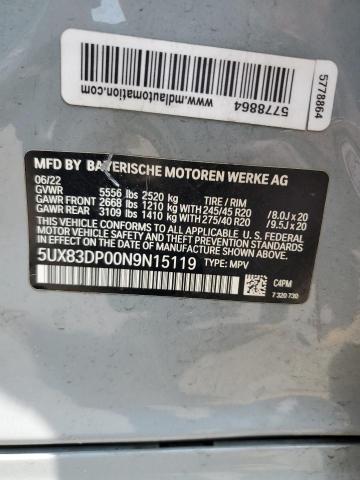 5778864
www.mdlautomation.com
5778864
MFD BY BAYERISCHE MOTOREN WERKE AG
06/22
GVWR 5556 lbs 2520 kg TIRE / RIM
GAWR FRONT 2668 lbs 1210 kg WITH 245/45 R20 /8.0J x 20
GAWR REAR 3109 lbs 1410 kg WITH 275/40 R20 /9.5J x 20
THIS VEHICLE CONFORMS TO ALL APPLICABLE U.S. FEDERAL
MOTOR VEHICLE SAFETY AND THEFT PREVENTION STANDARDS
IN EFFECT ON THE DATE OF MANUFACTURE SHOWN ABOVE.
5UX83DP00N9N15119 TYPE: MPV
C4PM
7 320 730